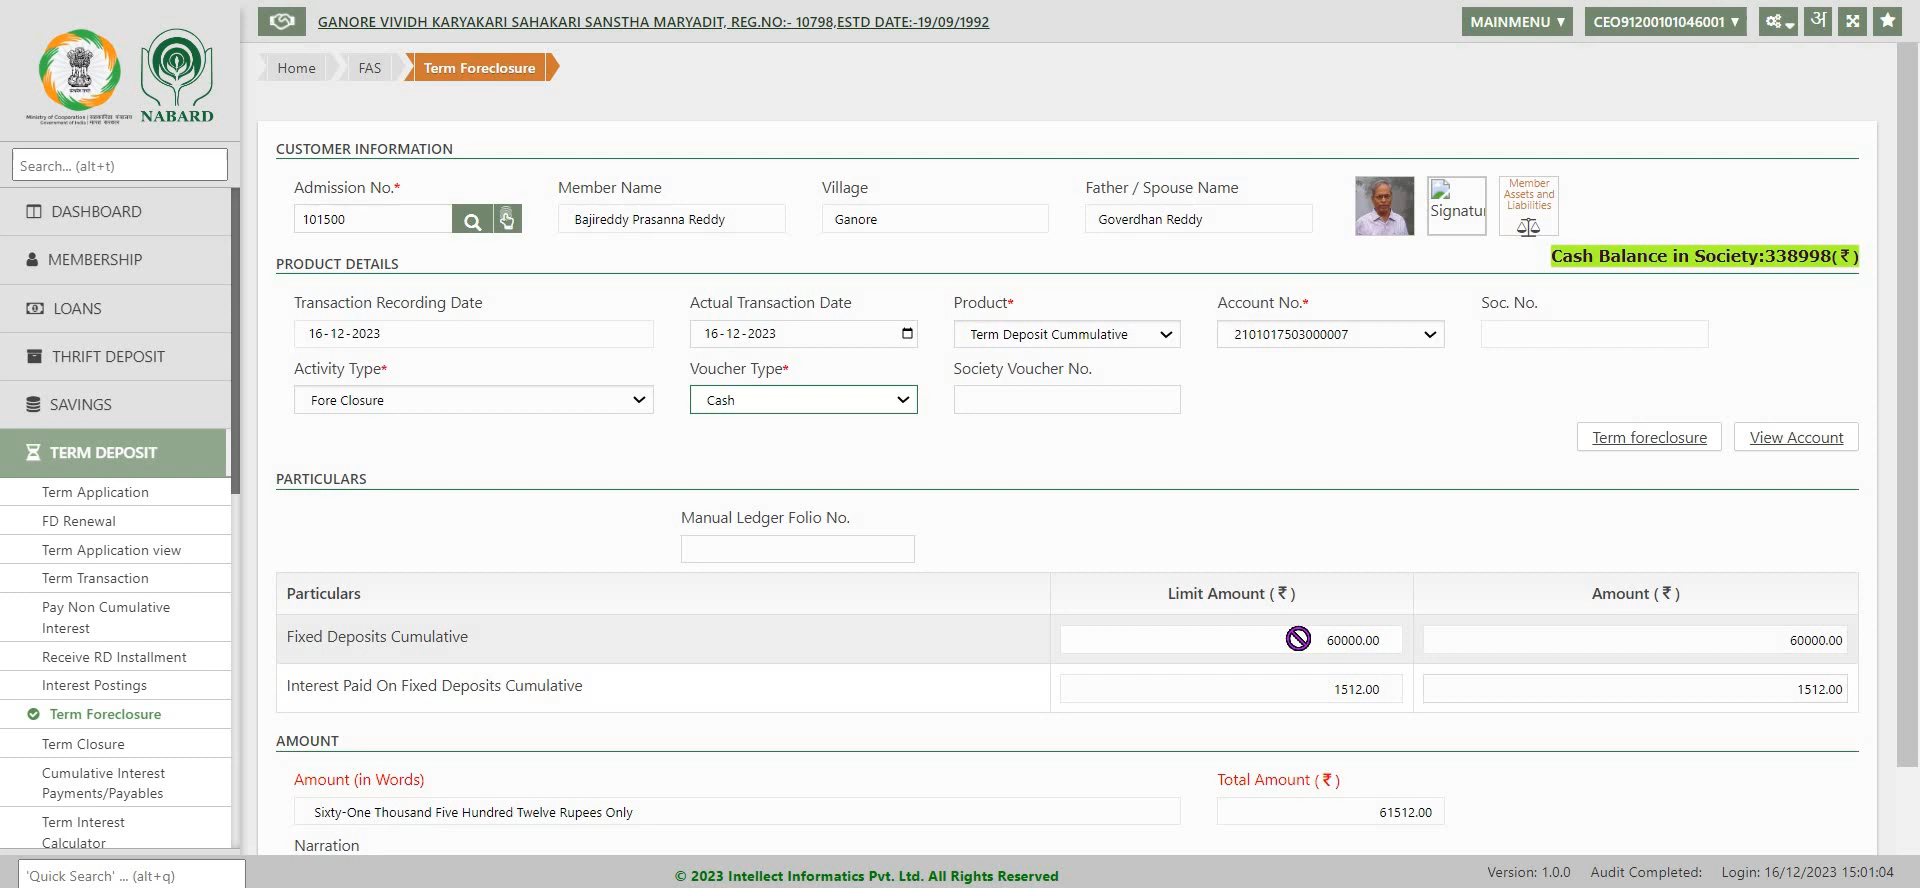 GANORE VIVIDH KARYAKARI SAHAKARI SANSTHA MARYADIT, REG.NO:- 10798,ESTD DATE:-19/09/1992
MAINMENU ▼
CEO91200101046001 ▼
अ
NABARD
Home
FAS
Term Foreclosure
Search... (alt+t)
DASHBOARD
MEMBERSHIP
LOANS
THRIFT DEPOSIT
SAVINGS
TERM DEPOSIT
Term Application
FD Renewal
Term Application view
Term Transaction
Pay Non Cumulative
Interest
Receive RD Installment
Interest Postings
Term Foreclosure
Term Closure
Cumulative Interest
Payments/Payables
Term Interest
Calculator
'Quick Search' ... (alt+q)
CUSTOMER INFORMATION
Admission No.*
Member Name
Village
Father / Spouse Name
101500
Bajireddy Prasanna Reddy
Ganore
Goverdhan Reddy
Signatu
Member
Assets and
Liabilities
Cash Balance in Society:338998(₹)
PRODUCT DETAILS
Transaction Recording Date
Actual Transaction Date
Product*
Account No.*
Soc. No.
16-12-2023
16-12-2023
Term Deposit Cummulative
2101017503000007
Activity Type*
Voucher Type*
Society Voucher No.
Fore Closure
Cash
Term foreclosure
View Account
PARTICULARS
Manual Ledger Folio No.
Particulars
Limit Amount (₹)
Amount (₹)
Fixed Deposits Cumulative
60000.00
60000.00
Interest Paid On Fixed Deposits Cumulative
1512.00
1512.00
AMOUNT
Amount (in Words)
Total Amount (₹)
Sixty-One Thousand Five Hundred Twelve Rupees Only
61512.00
Narration
© 2023 Intellect Informatics Pvt. Ltd. All Rights Reserved
Version: 1.0.0
Audit Completed:
Login: 16/12/2023 15:01:04